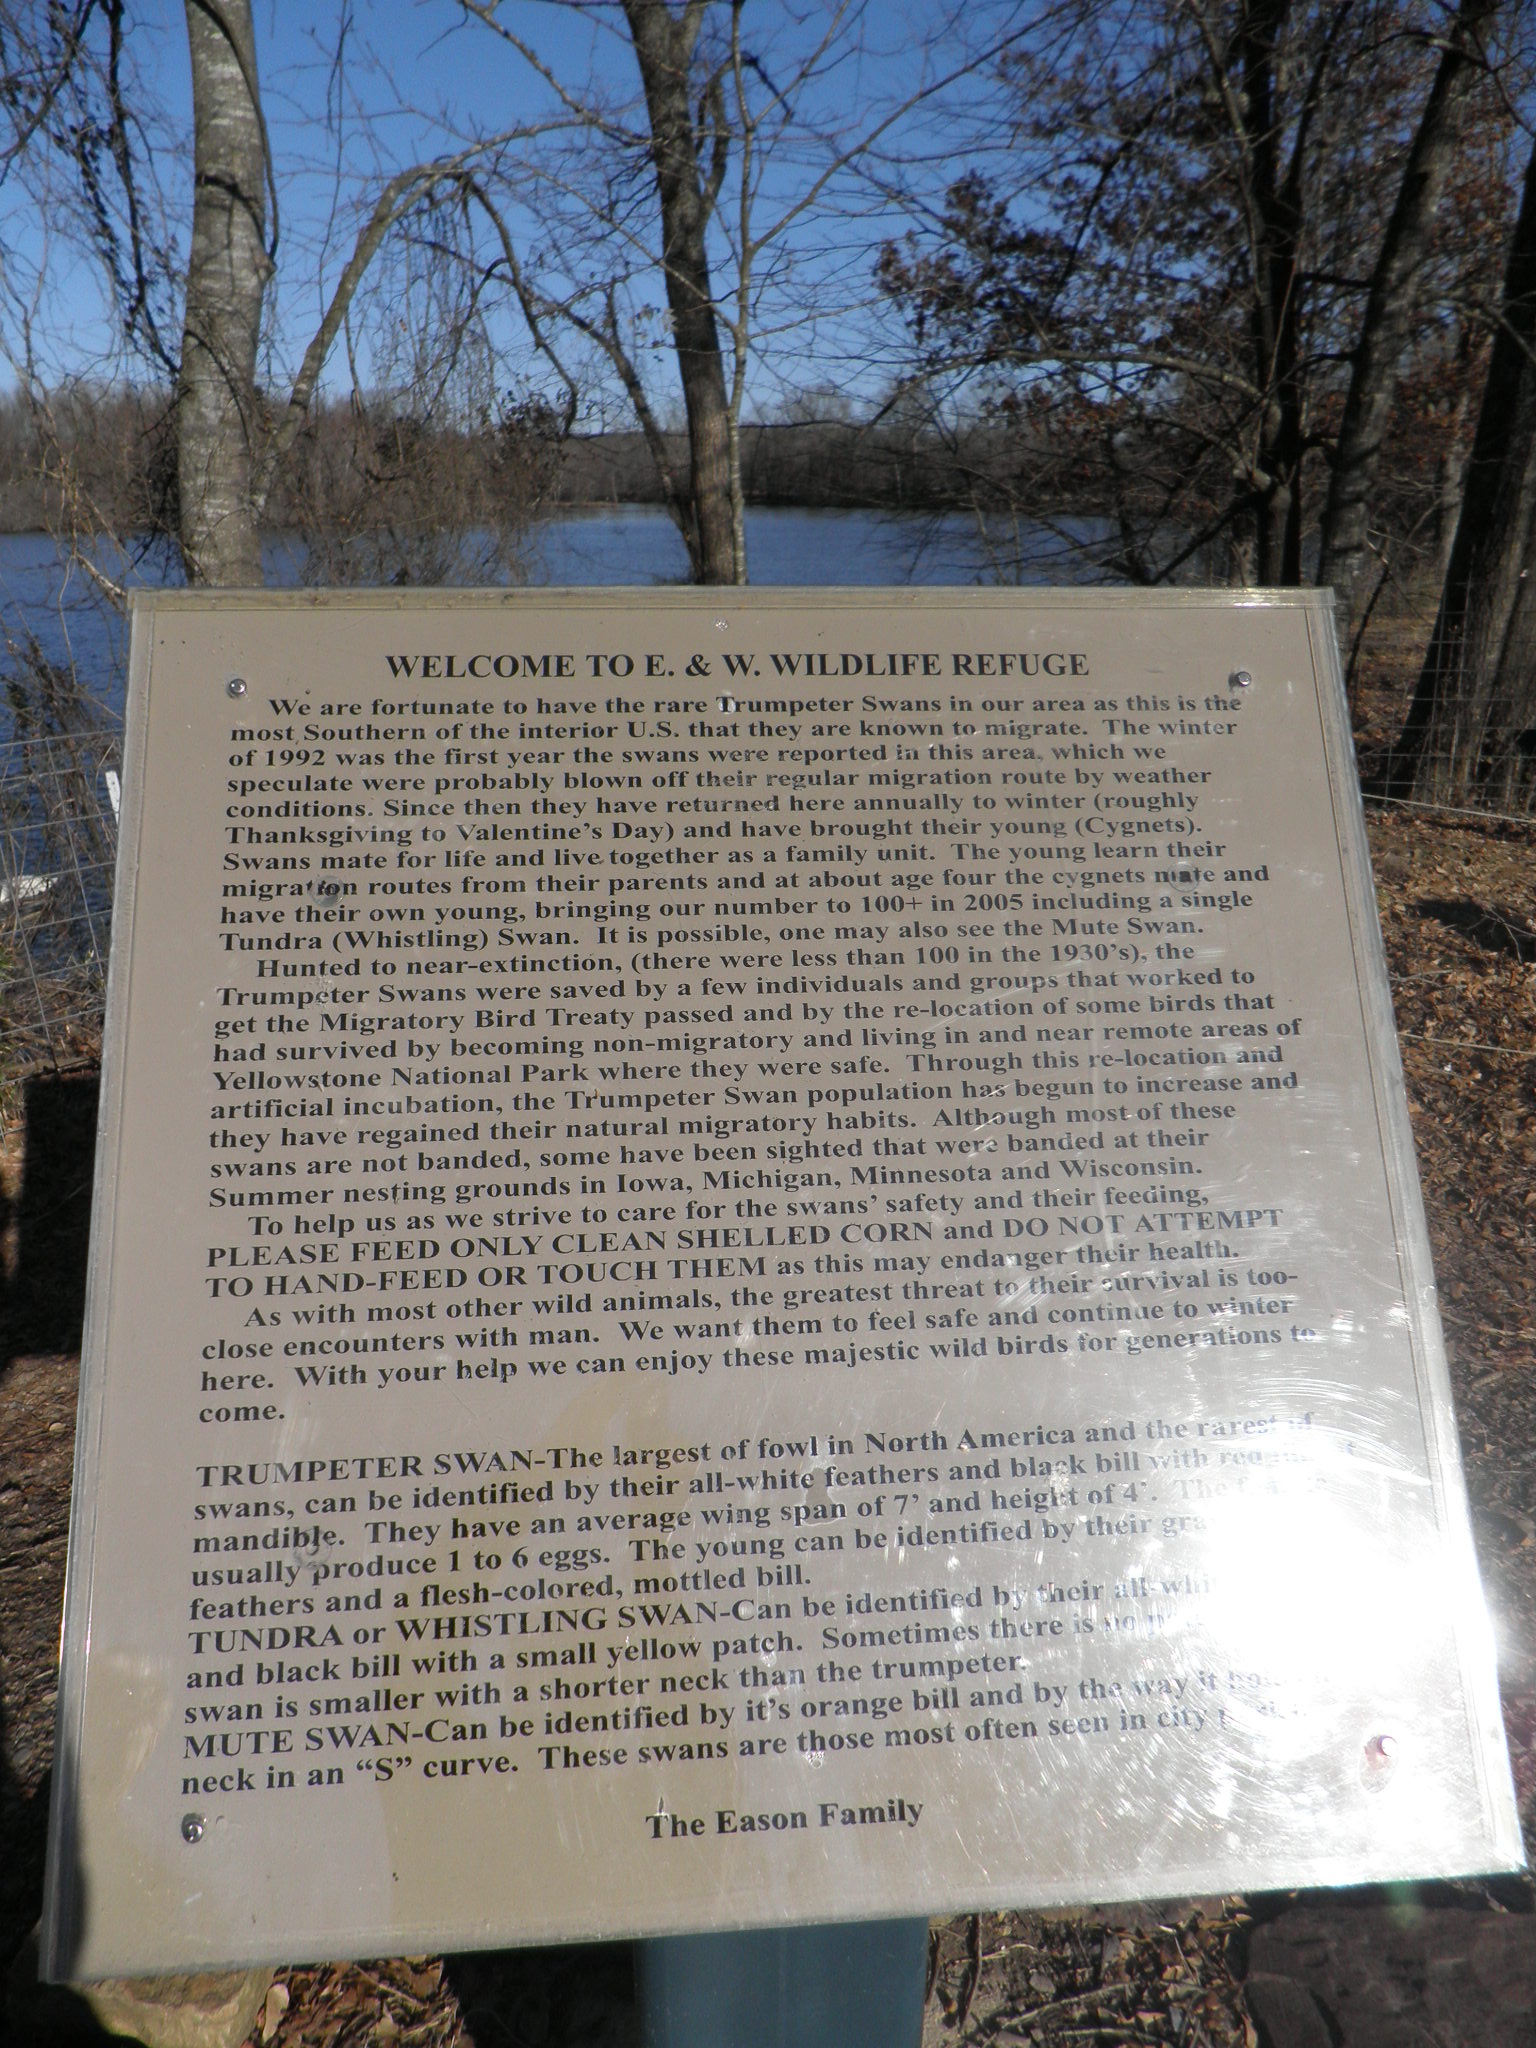 WELCOME TO E. & W. WILDLIFE REFUGE
We are fortunate to have the rare Trumpeter Swans in our area as this is the
most Southern of the interior U.S. that they are known to migrate. The winter
of 1992 was the first year the swans were reported in this area, which we
speculate were probably blown off their regular migration route by weather
conditions. Since then they have returned here annually to winter (roughly
Thanksgiving to Valentine's Day) and have brought their young (Cygnets).
Swans mate for life and live together as a family unit. The young learn their
migration routes from their parents and at about age four the cygnets mate and
have their own young, bringing our number to 100+ in 2005 including a single
Tundra (Whistling) Swan. It is possible, one may also see the Mute Swan.
Hunted to near-extinction, (there were less than 100 in the 1930's), the
Trumpeter Swans were saved by a few individuals and groups that worked to
get the Migratory Bird Treaty passed and by the re-location of some birds that
had survived by becoming non-migratory and living in and near remote areas of
Yellowstone National Park where they were safe. Through this re-location and
artificial incubation, the Trumpeter Swan population has begun to increase and
they have regained their natural migratory habits. Although most of these
swans are not banded, some have been sighted that were banded at their
Summer nesting grounds in Iowa, Michigan, Minnesota and Wisconsin.
To help us as we strive to care for the swans' safety and their feeding,
PLEASE FEED ONLY CLEAN SHELLED CORN and DO NOT ATTEMPT
TO HAND-FEED OR TOUCH THEM as this may endanger their health.
As with most other wild animals, the greatest threat to their survival is too-
close encounters with man. We want them to feel safe and continue to winter
here. With your help we can enjoy these majestic wild birds for generations to
come.
TRUMPETER SWAN-The largest of fowl in North America and the rarest of
swans, can be identified by their all-white feathers and black bill with
mandible. They have an average wing span of 7' and height of 4'. The
usually produce 1 to 6 eggs. The young can be identified by their
feathers and a flesh-colored, mottled bill.
TUNDRA or WHISTLING SWAN-Can be identified by their
and black bill with a small yellow patch. Sometimes there is no
swan is smaller with a shorter neck than the trumpeter.
MUTE SWAN-Can be identified by it's orange bill and by the way it
neck in an "S" curve. These swans are those most often seen in city
The Eason Family